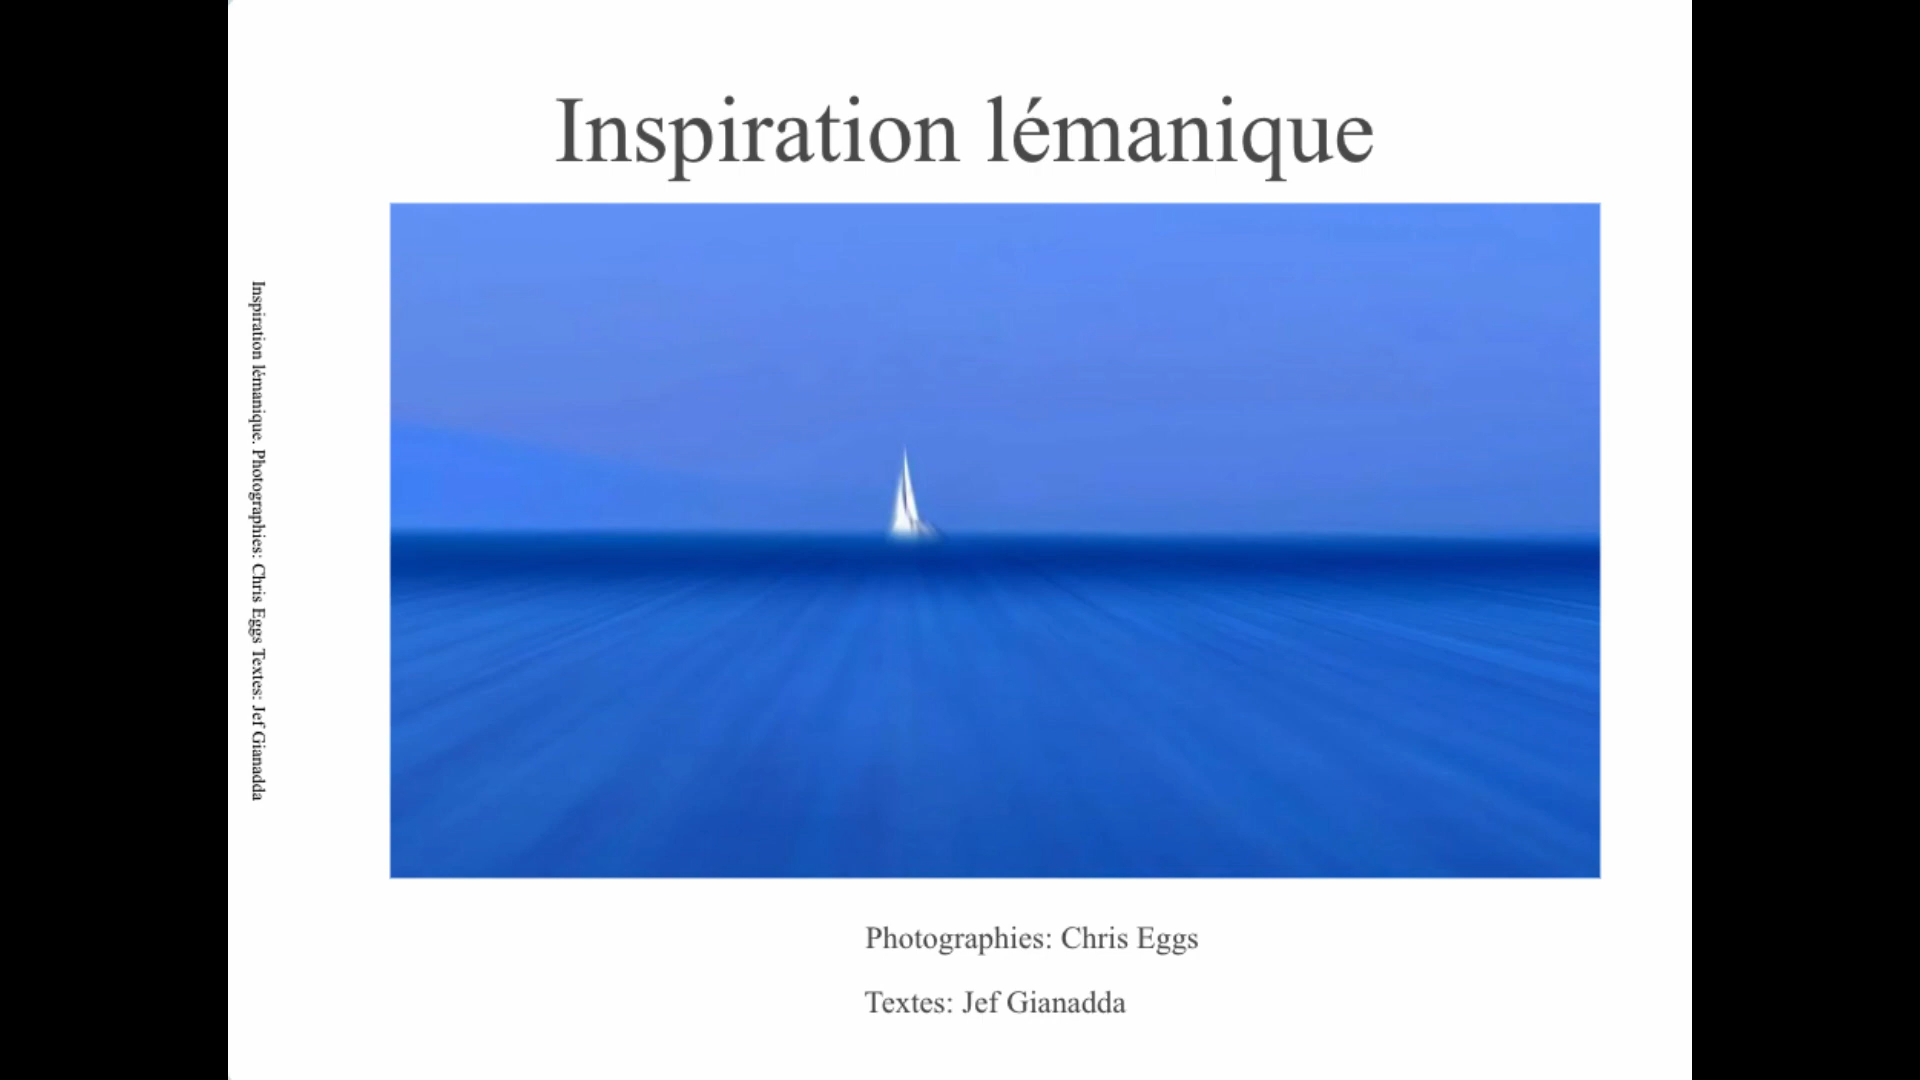 Inspiration lémanique
Inspiration lémanique. Photographies: Chris Eggs Textes: Jef Gianadda
Photographies: Chris Eggs
Textes: Jef Gianadda